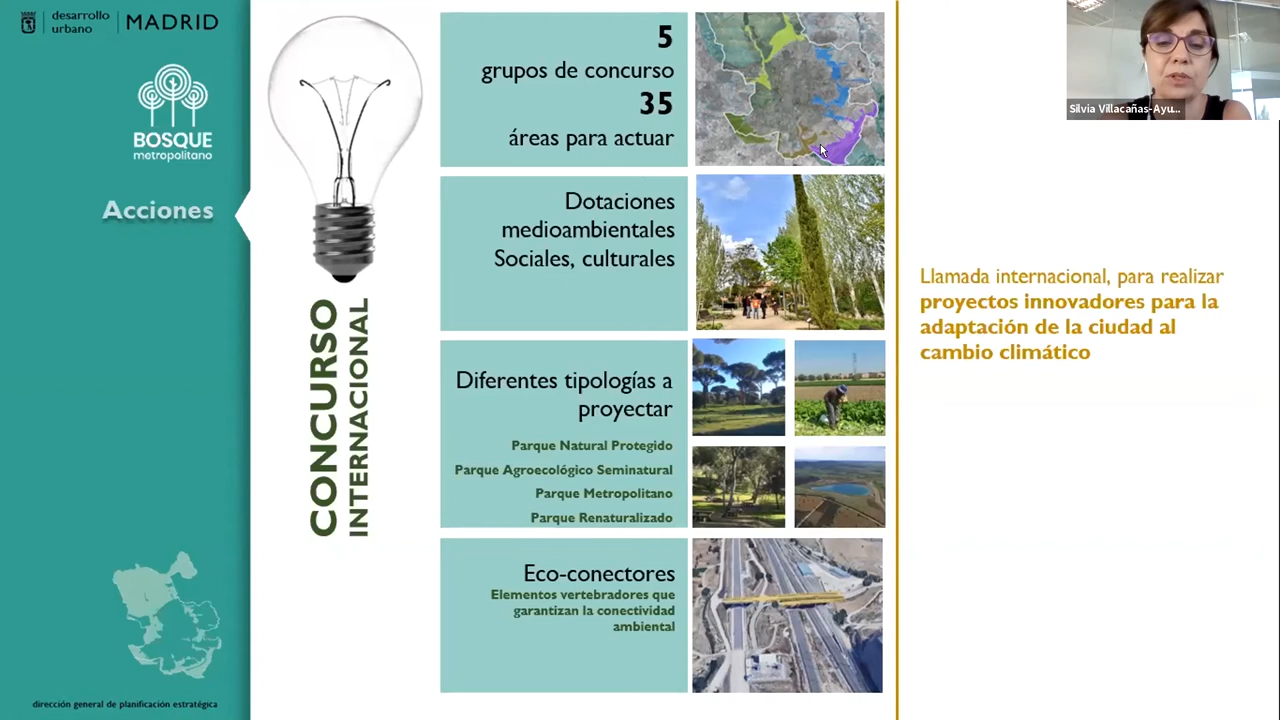 desarrollo
urbano
MADRID
BOSQUE
metropolitano
Acciones
dirección general de planificación estratégica
CONCURSO
INTERNACIONAL
5
grupos de concurso
35
áreas para actuar
Dotaciones
medioambientales
Sociales, culturales
Diferentes tipologías a
proyectar
Parque Natural Protegido
Parque Agroecológico Seminatural
Parque Metropolitano
Parque Renaturalizado
Eco-conectores
Elementos vertebradores que
garantizan la conectividad
ambiental
Llamada internacional, para realizar
proyectos innovadores para la
adaptación de la ciudad al
cambio climático
Silvia Villacañas-Ayu...